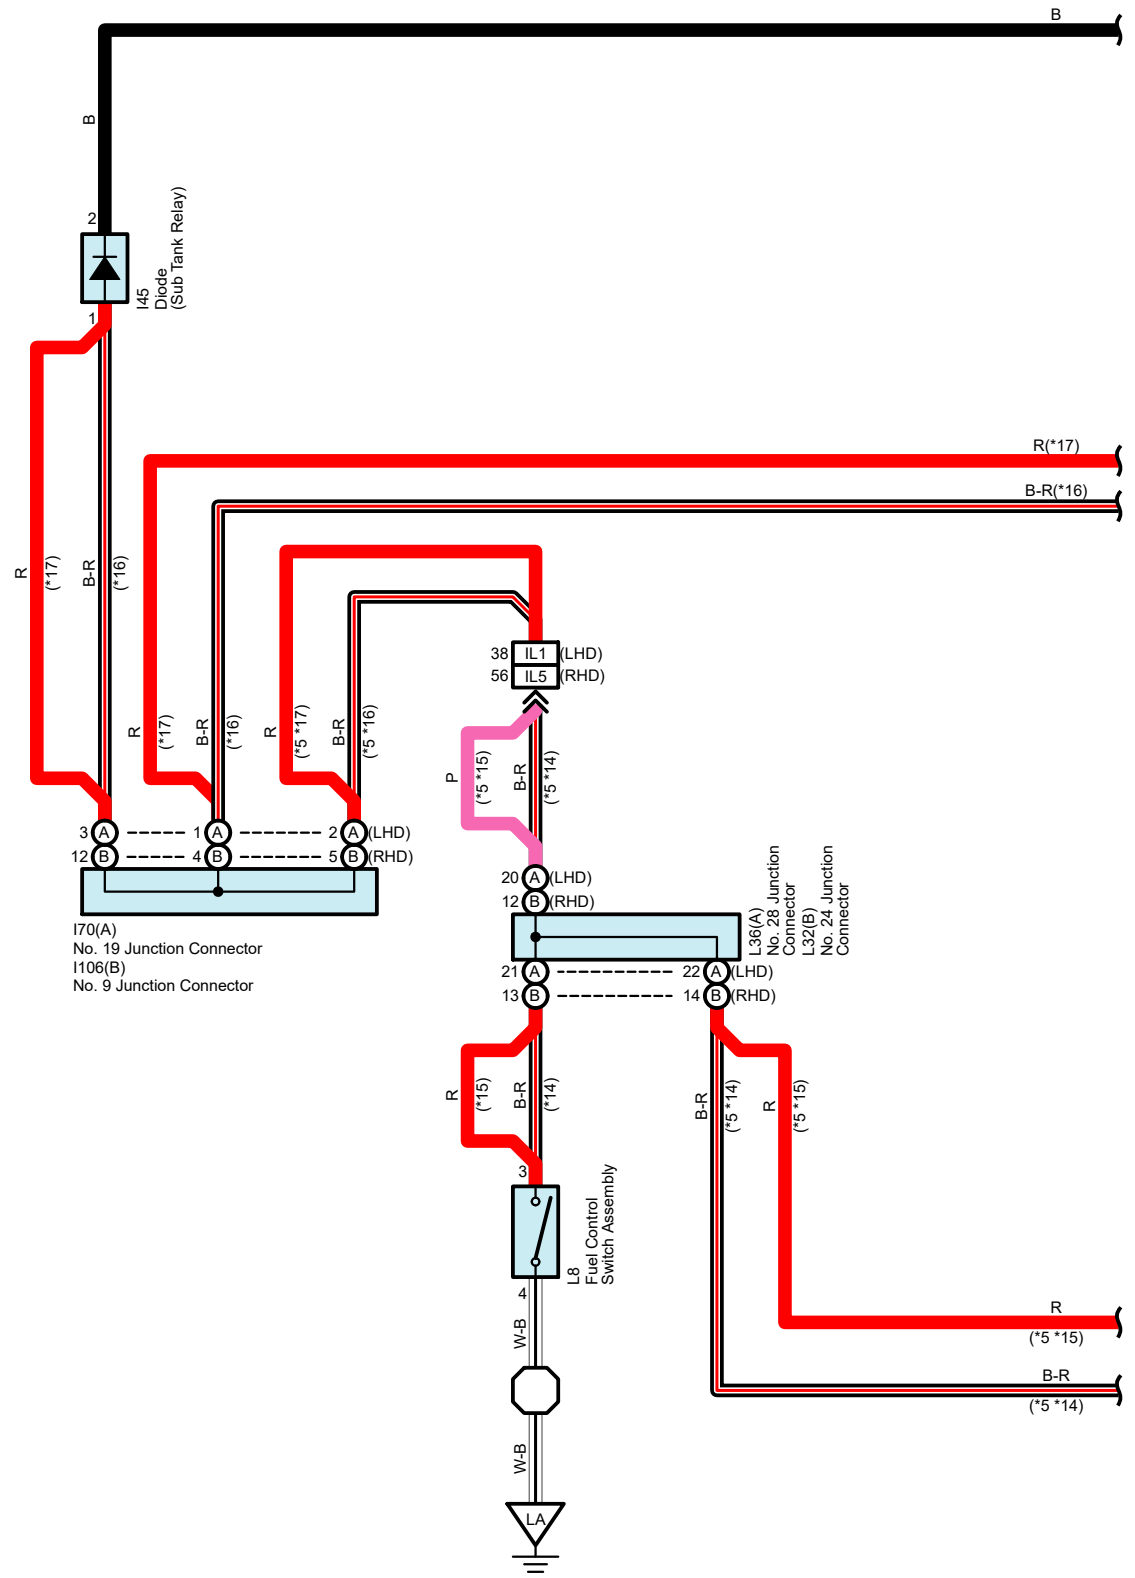 B
B
2
I45
Diode
(Sub Tank Relay)
1
R(*17)
B-R(*16)
R
(*17)
B-R
(*16)
38 IL1 (LHD)
56 IL5 (RHD)
R
(*17)
B-R
(*16)
R
(*5 *17)
B-R
(*5 *16)
P
(*5 *15)
B-R
(*5 *14)
3 A 1 A 2 A (LHD)
12 B 4 B 5 B (RHD)
20 A (LHD)
12 B (RHD)
I70(A)
No. 19 Junction Connector
I106(B)
No. 9 Junction Connector
L36(A)
No. 28 Junction
Connector
L32(B)
No. 24 Junction
Connector
21 A 22 A (LHD)
13 B 14 B (RHD)
R
(*15)
B-R
(*14)
B-R
(*5 *14)
R
(*5 *15)
3
L8
Fuel Control
Switch Assembly
4
W-B
R
(*5 *15)
B-R
(*5 *14)
W-B
LA